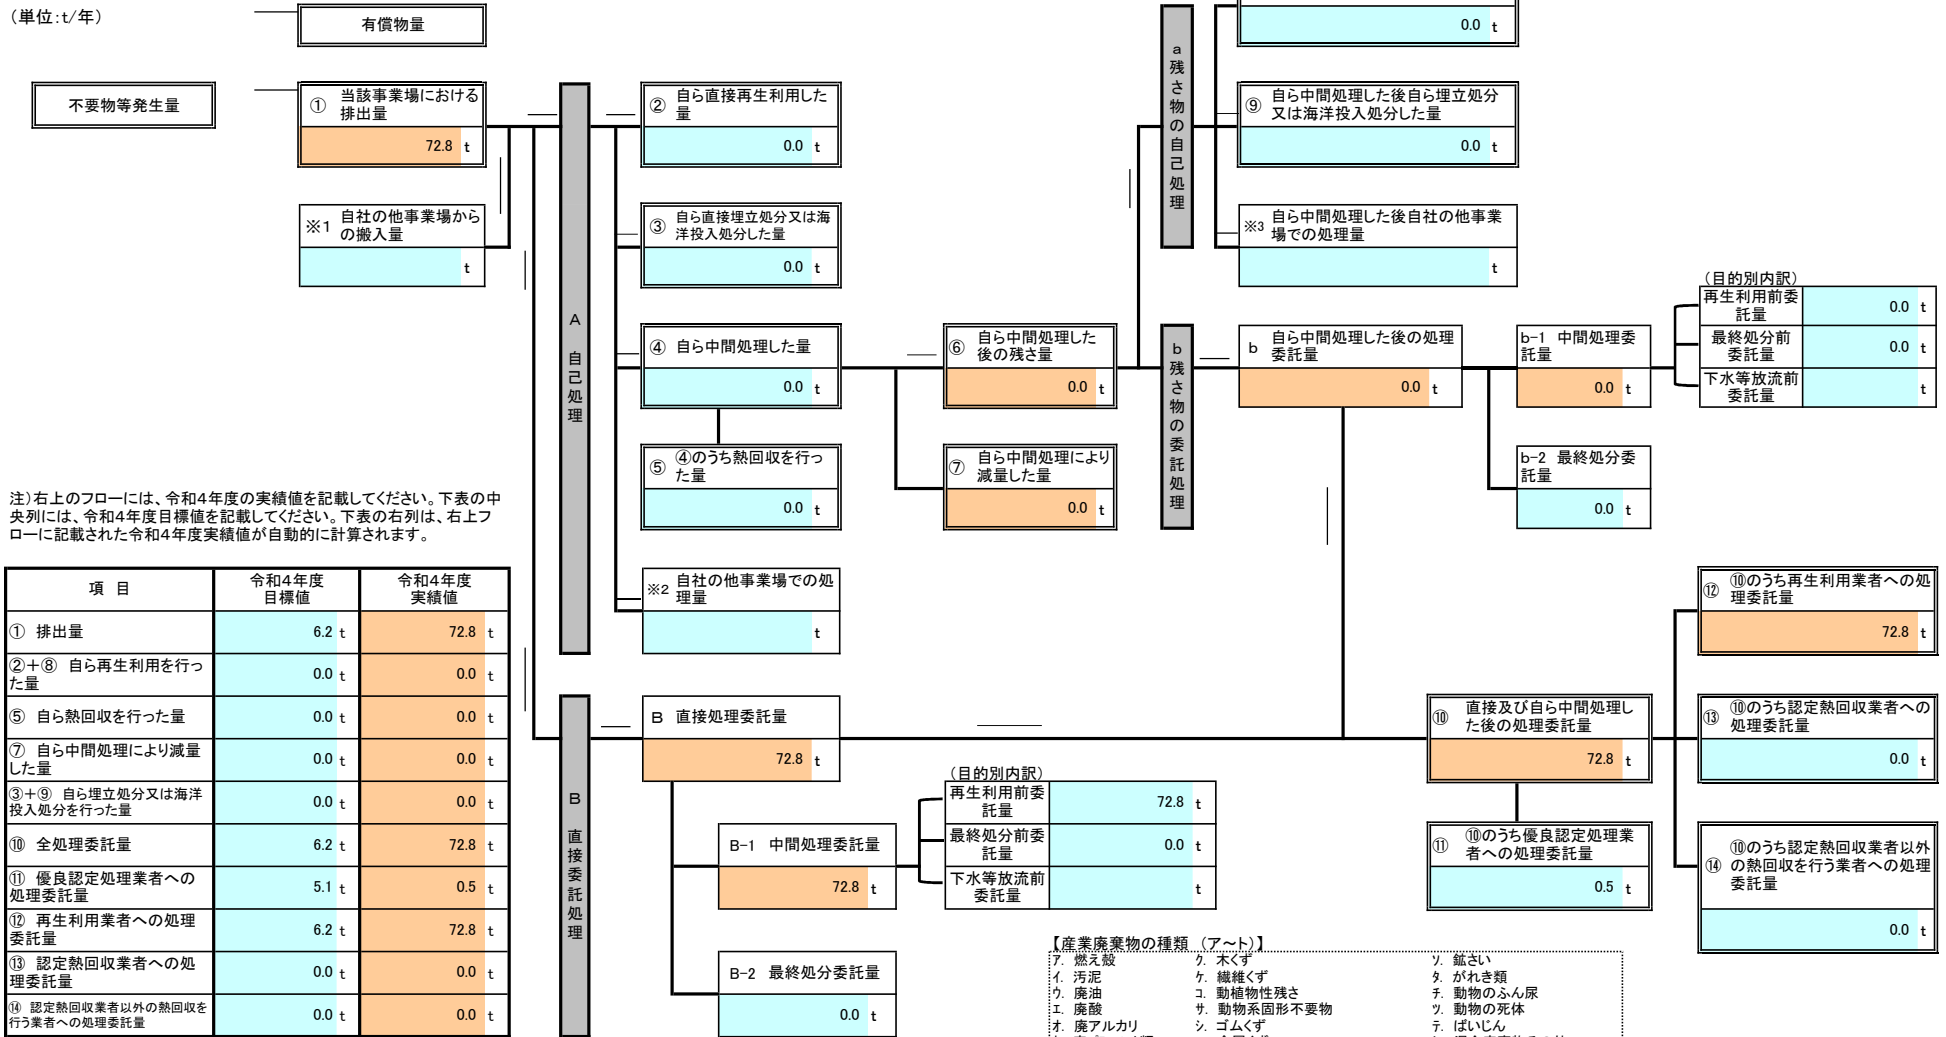 （単位：t/年）
有償物量
0.0 t
不要物等発生量
① 当該事業場における
排出量
72.8 t
※1 自社の他事業場から
の搬入量
t
A 自己処理
② 自ら直接再生利用した
量
0.0 t
③ 自ら直接埋立処分又は海
洋投入処分した量
0.0 t
④ 自ら中間処理した量
0.0 t
⑤ ④のうち熱回収を行っ
た量
0.0 t
※2 自社の他事業場での処
理量
t
⑥ 自ら中間処理した
後の残さ量
0.0 t
⑦ 自ら中間処理により
減量した量
0.0 t
a 残さ物の自己処理
⑨ 自ら中間処理した後自ら埋立処分
又は海洋投入処分した量
0.0 t
※3 自ら中間処理した後自社の他事業
場での処理量
t
b 残さ物の委託処理
b 自ら中間処理した後の処理
委託量
0.0 t
b-1 中間処理委
託量
0.0 t
b-2 最終処分委
託量
0.0 t
（目的別内訳）
再生利用前委
託量
0.0 t
最終処分前
委託量
0.0 t
下水等放流前
委託量
t
注）右上のフローには、令和4年度の実績値を記載してください。下表の中
央列には、令和4年度目標値を記載してください。下表の右列は、右上フ
ローに記載された令和4年度実績値が自動的に計算されます。
項 目 令和4年度 令和4年度
目標値 実績値
① 排出量 6.2 t 72.8 t
②＋⑧ 自ら再生利用を行っ
た量 0.0 t 0.0 t
⑤ 自ら熱回収を行った量 0.0 t 0.0 t
⑦ 自ら中間処理により減量
した量 0.0 t 0.0 t
③＋⑨ 自ら埋立処分又は海洋
投入処分を行った量 0.0 t 0.0 t
⑩ 全処理委託量 6.2 t 72.8 t
⑪ 優良認定処理業者への
処理委託量 5.1 t 0.5 t
⑫ 再生利用業者への処理
委託量 6.2 t 72.8 t
⑬ 認定熱回収業者への処
理委託量 0.0 t 0.0 t
⑭ 認定熱回収業者以外の熱回収を
行う業者への処理委託量 0.0 t 0.0 t
B 直接委託処理
B 直接処理委託量
72.8 t
B-1 中間処理委託量
72.8 t
B-2 最終処分委託量
0.0 t
（目的別内訳）
再生利用前委
託量
72.8 t
最終処分前委
託量
0.0 t
下水等放流前
委託量
t
⑩ 直接及び自ら中間処理し
た後の処理委託量
72.8 t
⑪ ⑩のうち優良認定処理業
者への処理委託量
0.5 t
⑫ ⑩のうち再生利用業者への処
理委託量
72.8 t
⑬ ⑩のうち認定熱回収業者への
処理委託量
0.0 t
⑭ ⑩のうち認定熱回収業者以外
の熱回収を行う業者への処理
委託量
0.0 t
【産業廃棄物の種類 （ア～ト）】
ア. 燃え殻 ク. 木くず ソ. 鉱さい
イ. 汚泥 ケ. 繊維くず タ. がれき類
ウ. 廃油 コ. 動植物性残さ チ. 動物のふん尿
エ. 廃酸 サ. 動物系固形不要物 ツ. 動物の死体
オ. 廃アルカリ シ. ゴムくず テ. ばいじん